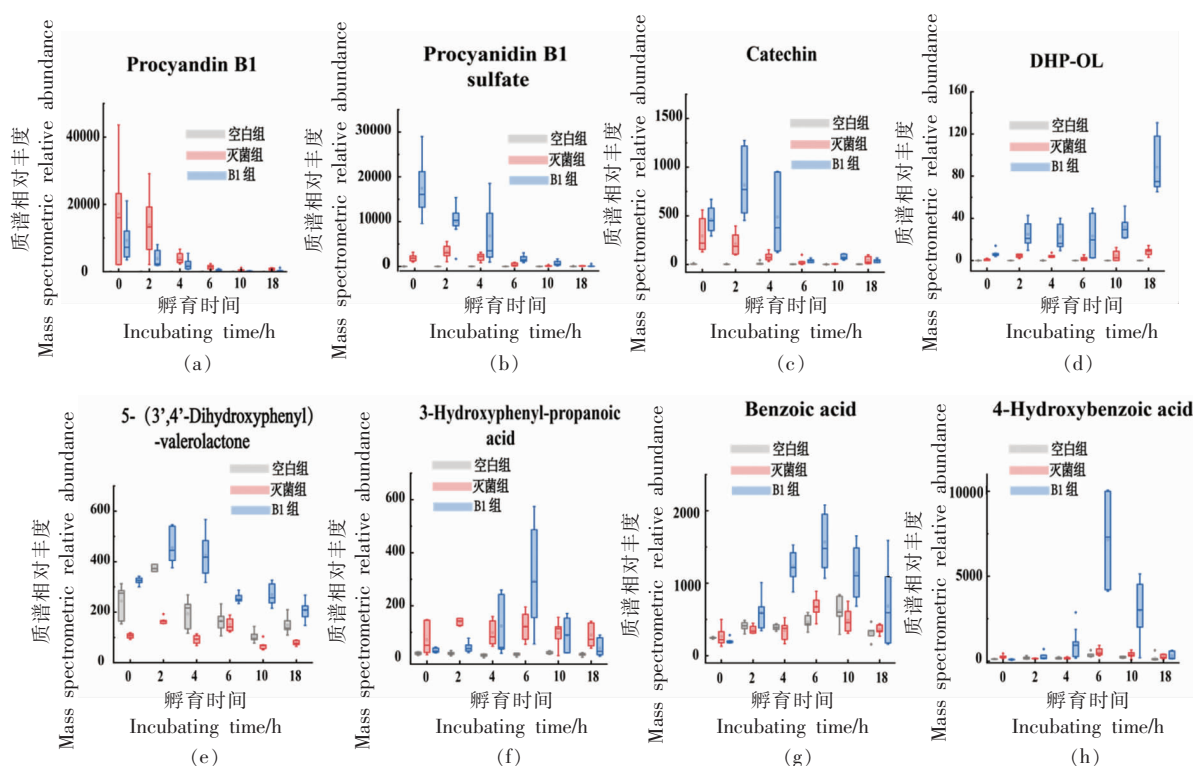 Procyandin B1
质谱相对丰度
Mass spectrometric relative abundance
40000
20000
0
空白组
灭菌组
B1 组
0 2 4 6 10 18
孵育时间
Incubating time/h
(a)
Procyanidin B1
sulfate
质谱相对丰度
Mass spectrometric relative abundance
30000
20000
10000
0
空白组
灭菌组
B1 组
0 2 4 6 10 18
孵育时间
Incubating time/h
(b)
Catechin
质谱相对丰度
Mass spectrometric relative abundance
1500
1000
500
0
空白组
灭菌组
B1 组
0 2 4 6 10 18
孵育时间
Incubating time/h
(c)
DHP-OL
质谱相对丰度
Mass spectrometric relative abundance
160
120
80
40
0
空白组
灭菌组
B1 组
0 2 4 6 10 18
孵育时间
Incubating time/h
(d)
5-（3’,4’-Dihydroxyphenyl）
-valerolactone
质谱相对丰度
Mass spectrometric relative abundance
600
400
200
0
空白组
灭菌组
B1 组
0 2 4 6 10 18
孵育时间
Incubating time/h
(e)
3-Hydroxyphenyl-propanoic
acid
质谱相对丰度
Mass spectrometric relative abundance
600
400
200
0
空白组
灭菌组
B1 组
0 2 4 6 10 18
孵育时间
Incubating time/h
(f)
Benzoic acid
质谱相对丰度
Mass spectrometric relative abundance
2000
1000
0
空白组
灭菌组
B1 组
0 2 4 6 10 18
孵育时间
Incubating time/h
(g)
4-Hydroxybenzoic acid
质谱相对丰度
Mass spectrometric relative abundance
10000
5000
0
空白组
灭菌组
B1 组
0 2 4 6 10 18
孵育时间
Incubating time/h
(h)